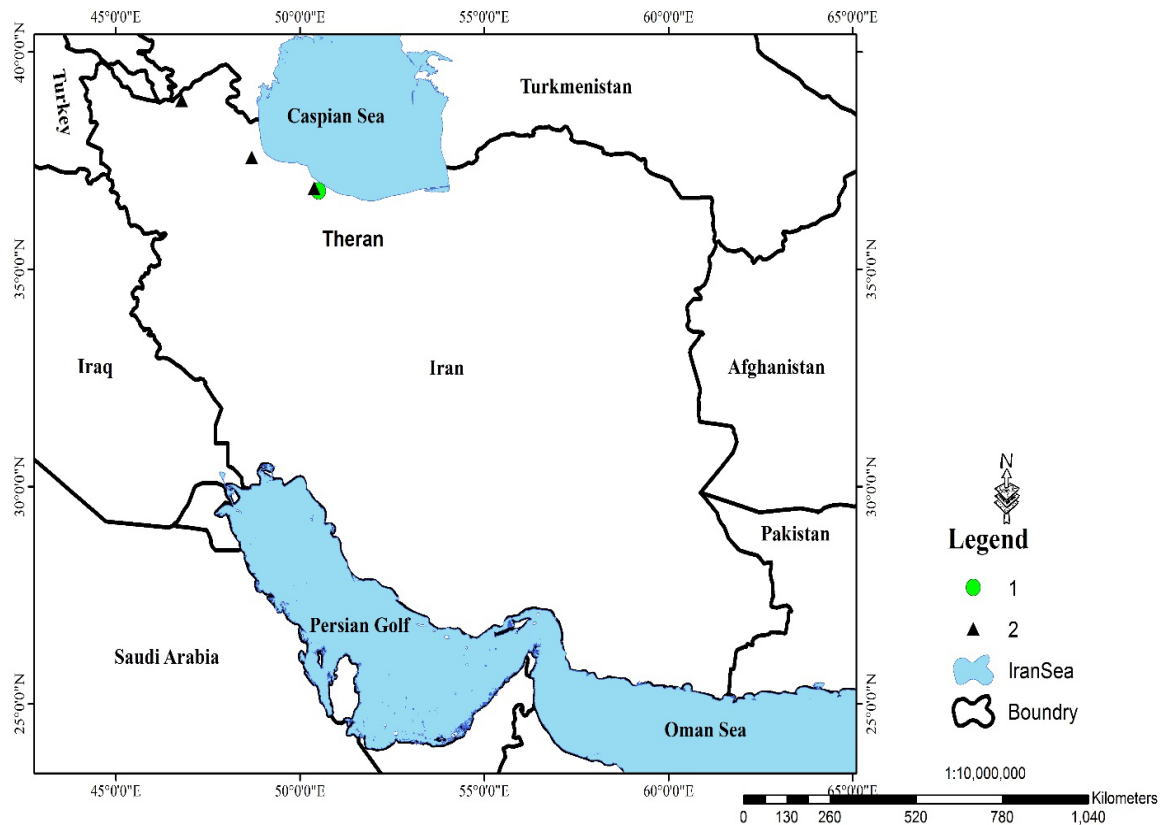 45°0'0"E 50°0'0"E 55°0'0"E 60°0'0"E 65°0'0"E
40°0'0"N
40°0'0"N
Turkey
Turkmenistan
Caspian Sea
Theran
35°0'0"N
35°0'0"N
Iraq
Iran
Afghanistan
30°0'0"N
30°0'0"N
Pakistan
Persian Golf
Saudi Arabia
25°0'0"N
25°0'0"N
Oman Sea
45°0'0"E 50°0'0"E 55°0'0"E 60°0'0"E 65°0'0"E
N
Legend
1
2
IranSea
Boundry
1:10,000,000
Kilometers
0 130 260 520 780 1,040